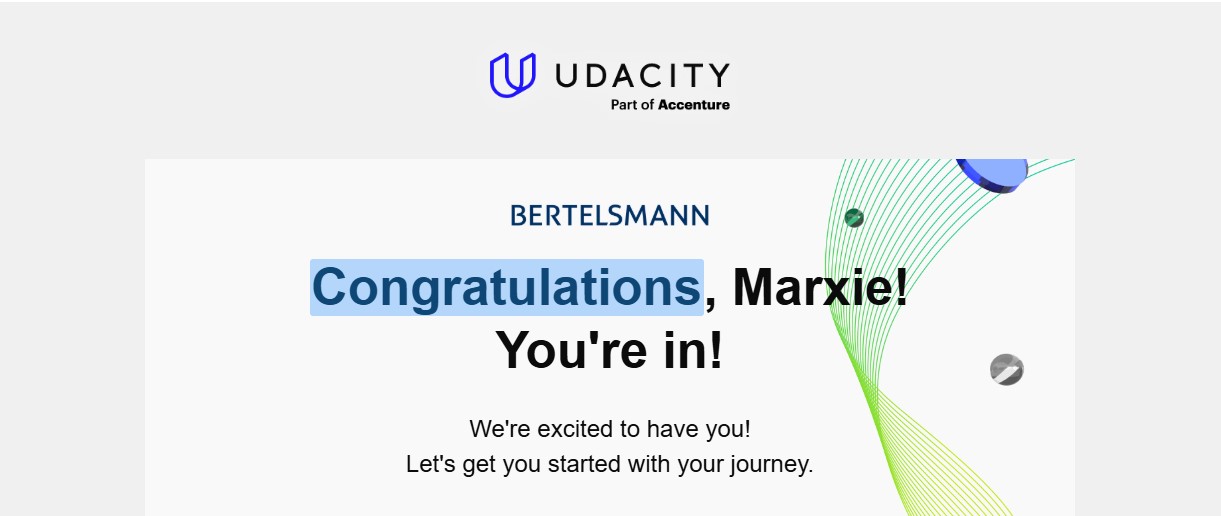 UDACITY
Part of Accenture
BERTELSMANN
Congratulations, Marxie!
You're in!
We're excited to have you!
Let's get you started with your journey.